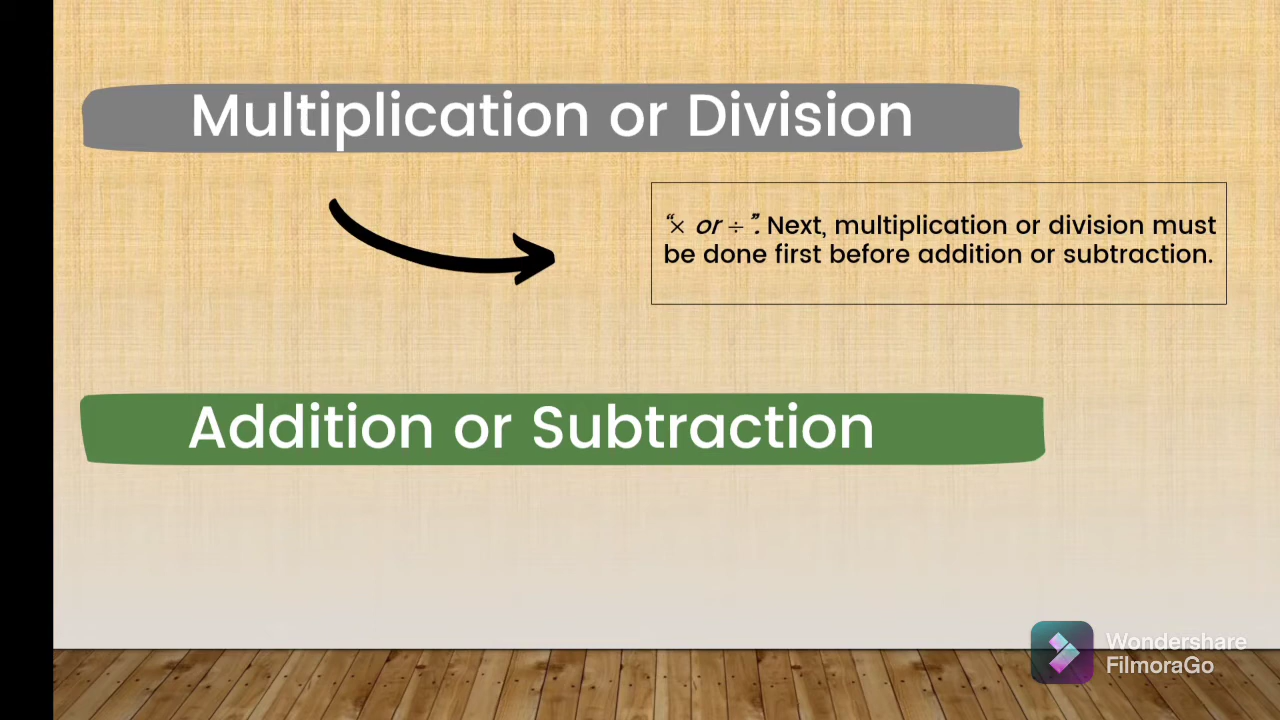 Multiplication or Division
“× or ÷”. Next, multiplication or division must
be done first before addition or subtraction.
Addition or Subtraction
Wondershare
FilmoraGo